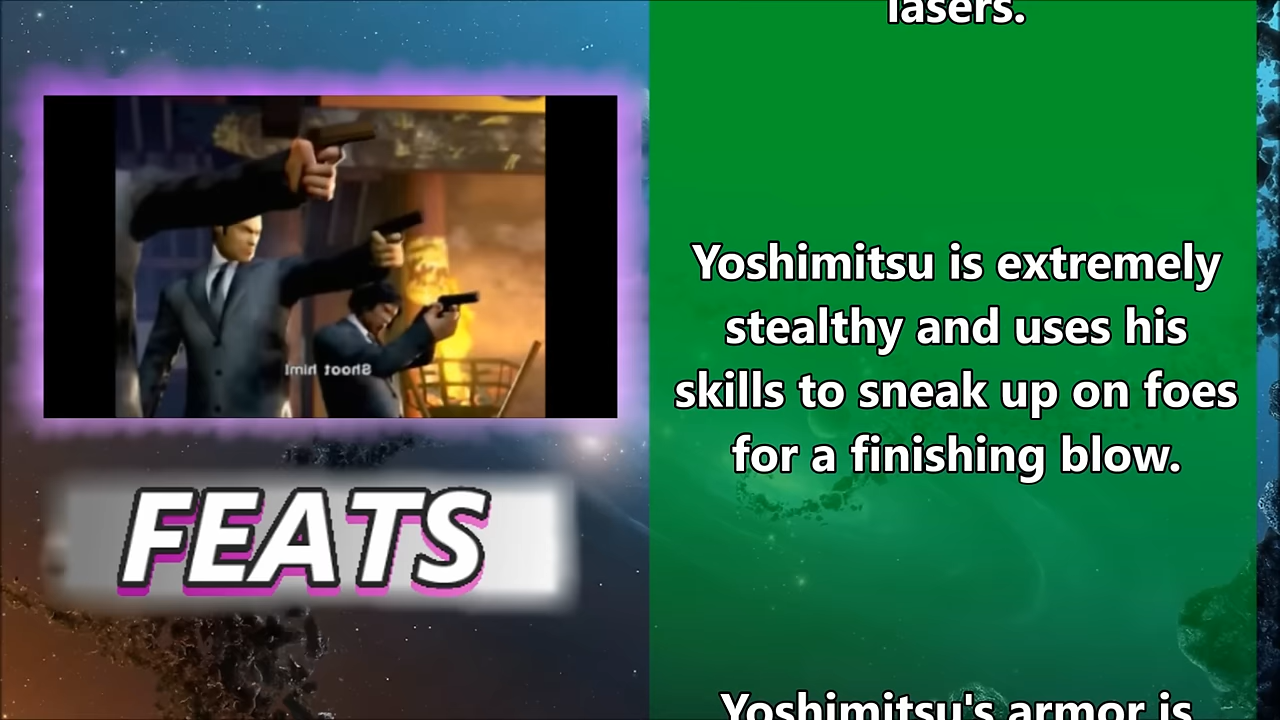 Shoot him!
FEATS
lasers.
Yoshimitsu is extremely
stealthy and uses his
skills to sneak up on foes
for a finishing blow.
Yoshimitsu's armor is